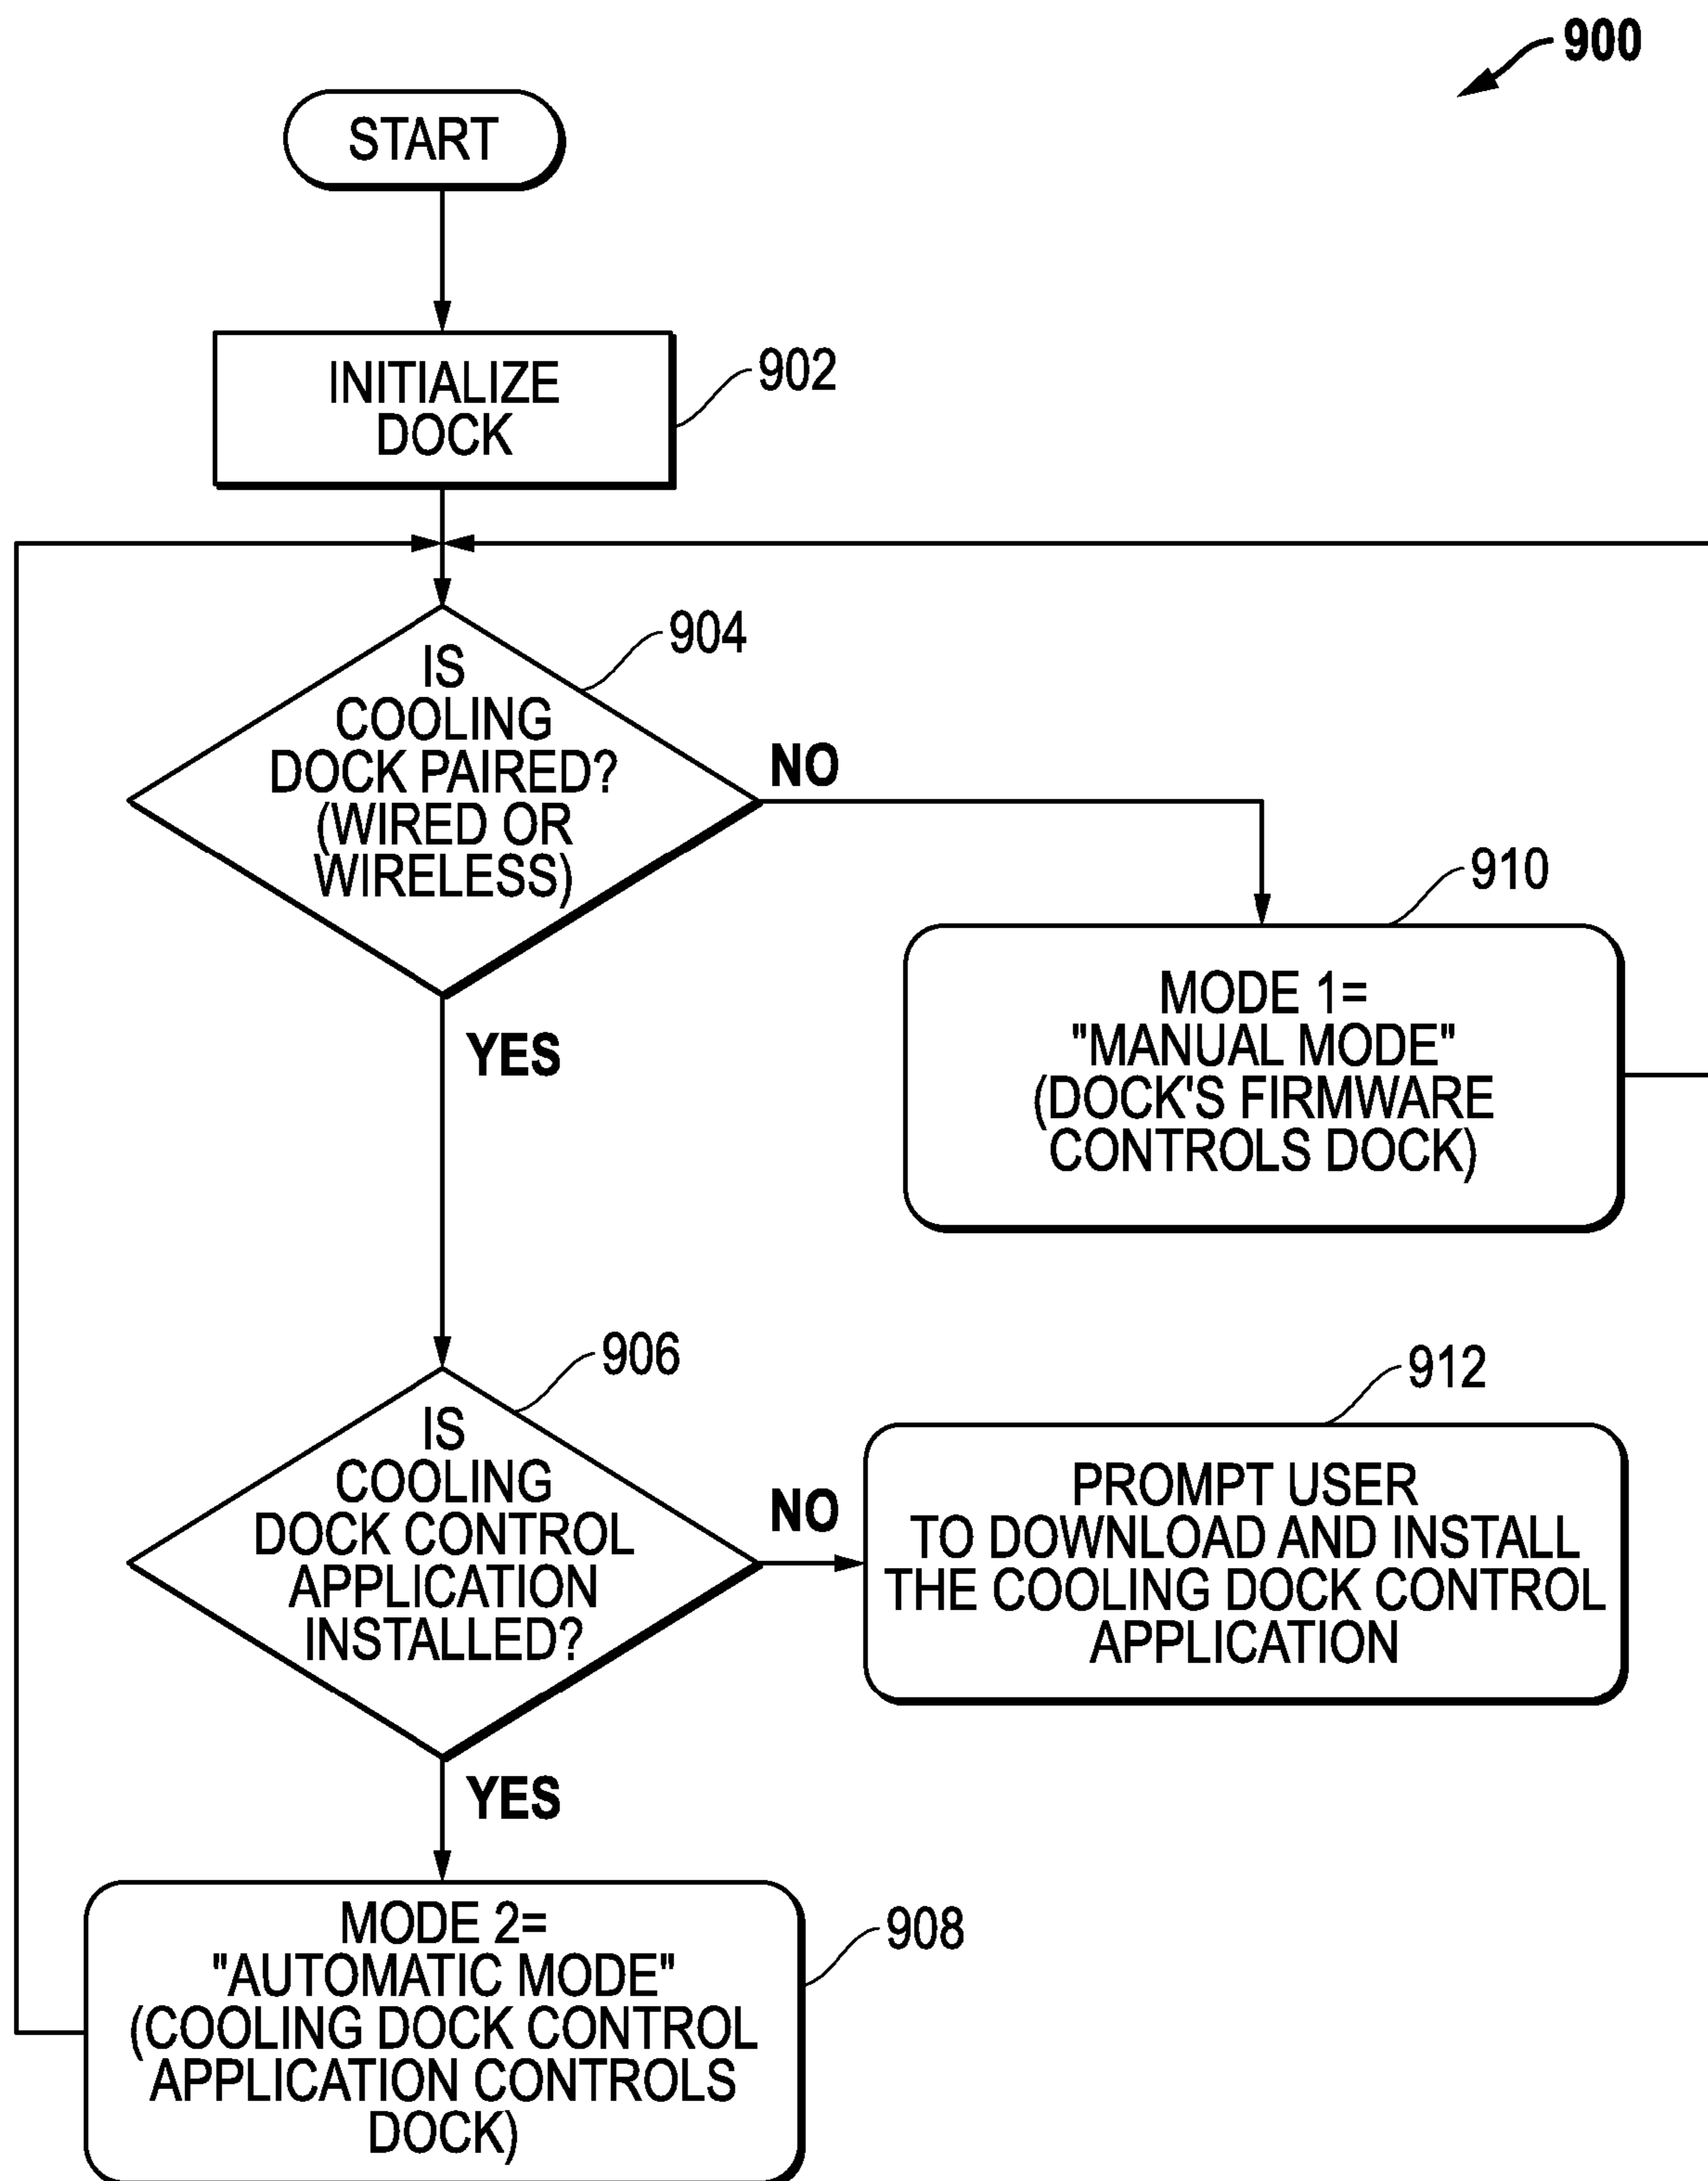 900
START
INITIALIZE
DOCK
902
IS
COOLING
DOCK PAIRED?
(WIRED OR
WIRELESS)
904
NO
YES
910
MODE 1=
"MANUAL MODE"
(DOCK'S FIRMWARE
CONTROLS DOCK)
906
IS
COOLING
DOCK CONTROL
APPLICATION
INSTALLED?
NO
YES
912
PROMPT USER
TO DOWNLOAD AND INSTALL
THE COOLING DOCK CONTROL
APPLICATION
MODE 2=
"AUTOMATIC MODE"
(COOLING DOCK CONTROL
APPLICATION CONTROLS
DOCK)
908